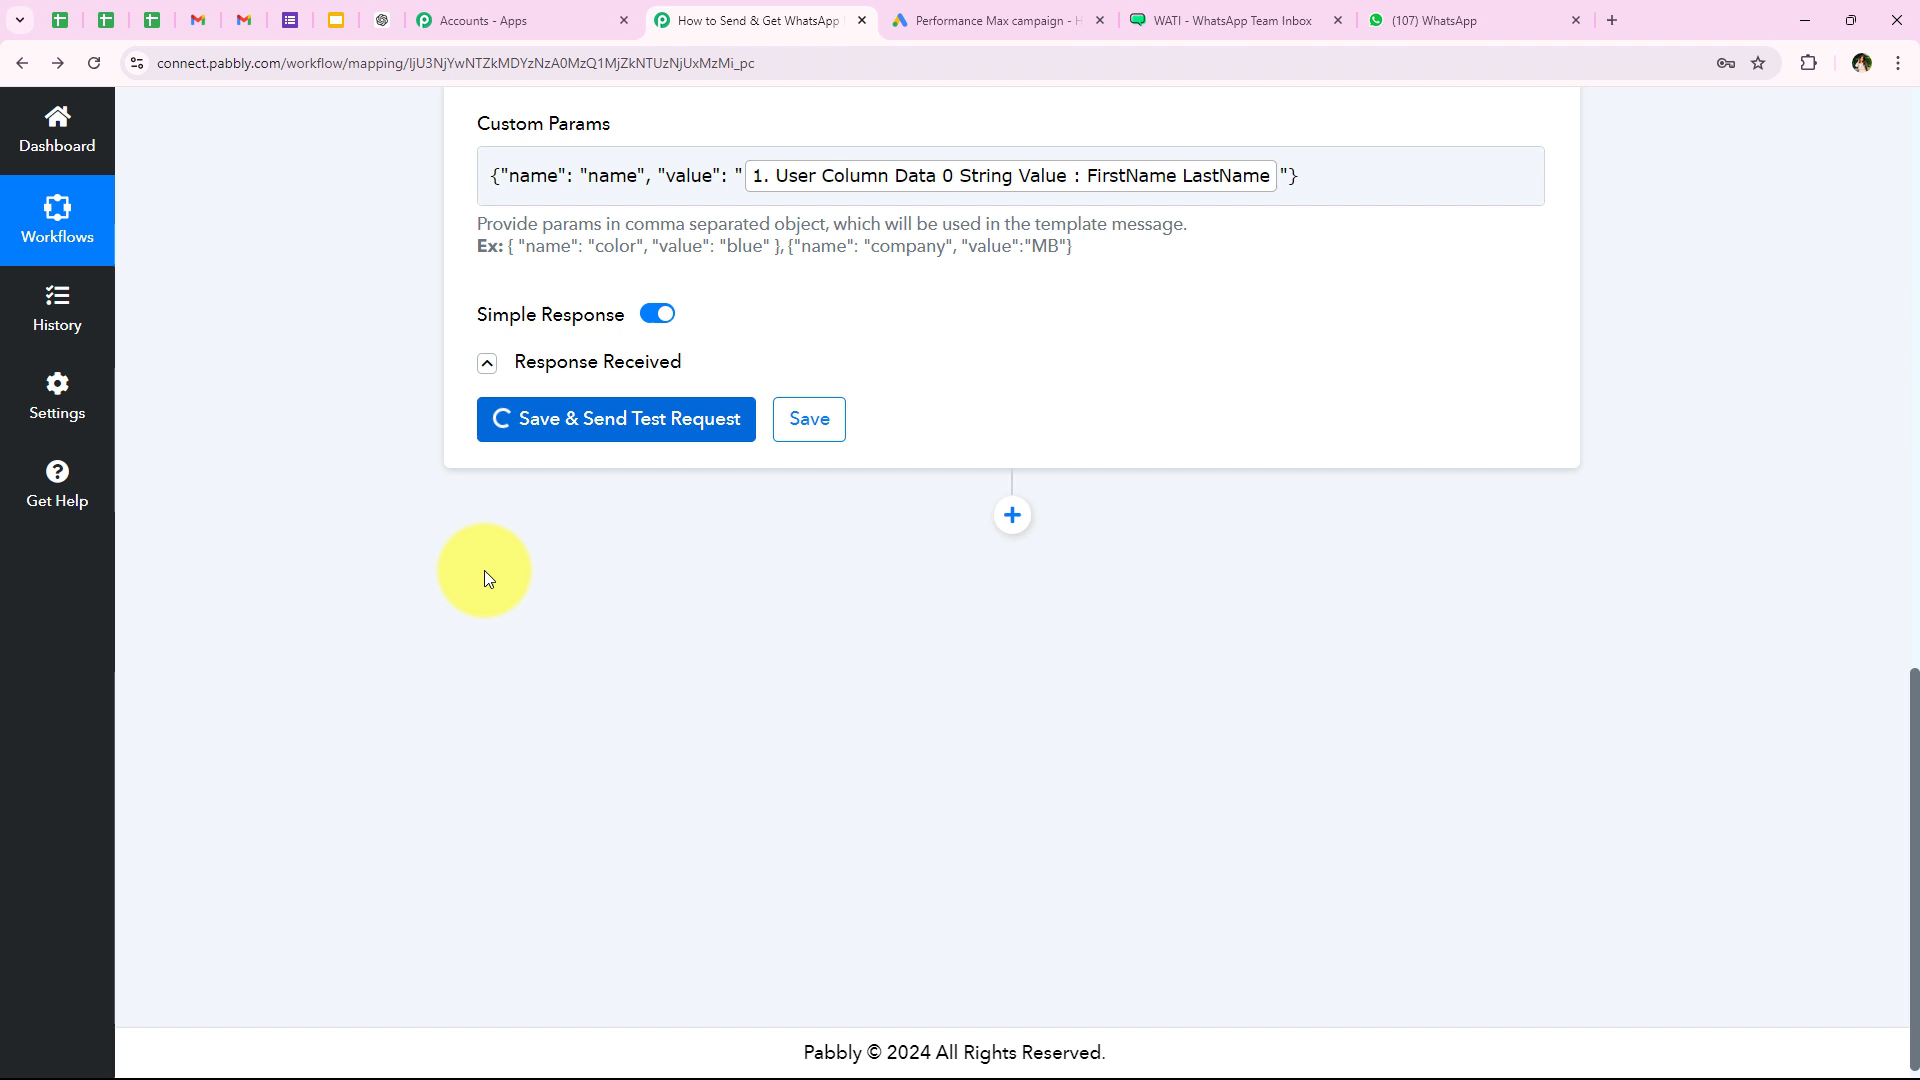 Accounts - Apps
How to Send & Get WhatsApp
Performance Max campaign - H
WATI - WhatsApp Team Inbox
(107) WhatsApp
connect.pabbly.com/workflow/mapping/IjU3NjYwNTZkMDYzNzA0MzQ1MjZkNTUzNjUxMzMi_pc
Dashboard
Workflows
History
Settings
Get Help
Custom Params
{"name": "name", "value": "1. User Column Data 0 String Value : FirstName LastName"}
Provide params in comma separated object, which will be used in the template message.
Ex: { "name": "color", "value": "blue" },{"name": "company", "value":"MB"}
Simple Response
Response Received
Save & Send Test Request
Save
Pabbly © 2024 All Rights Reserved.